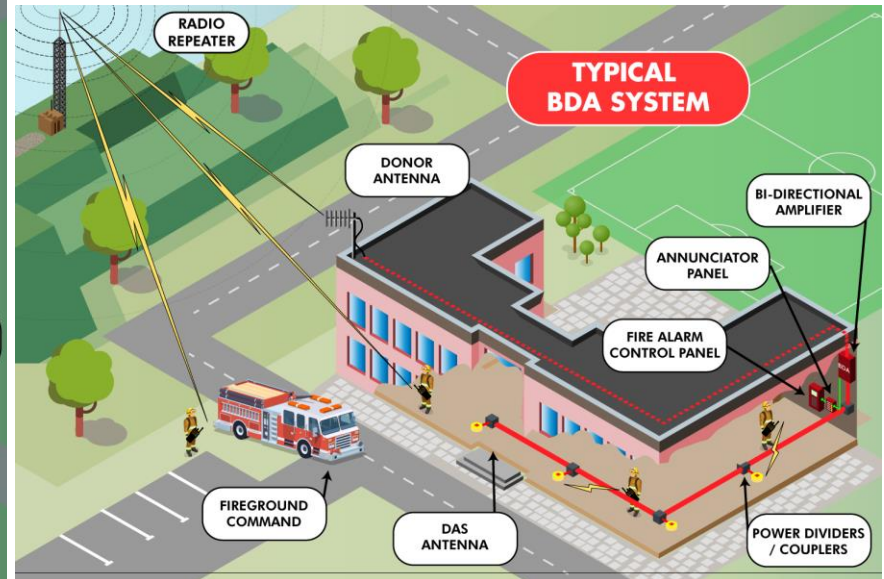 RADIO
REPEATER
TYPICAL
BDA SYSTEM
DONOR
ANTENNA
BI-DIRECTIONAL
AMPLIFIER
ANNUNCIATOR
PANEL
FIRE ALARM
CONTROL PANEL
BDA
FIREGROUND
COMMAND
DAS
ANTENNA
POWER DIVIDERS
/ COUPLERS